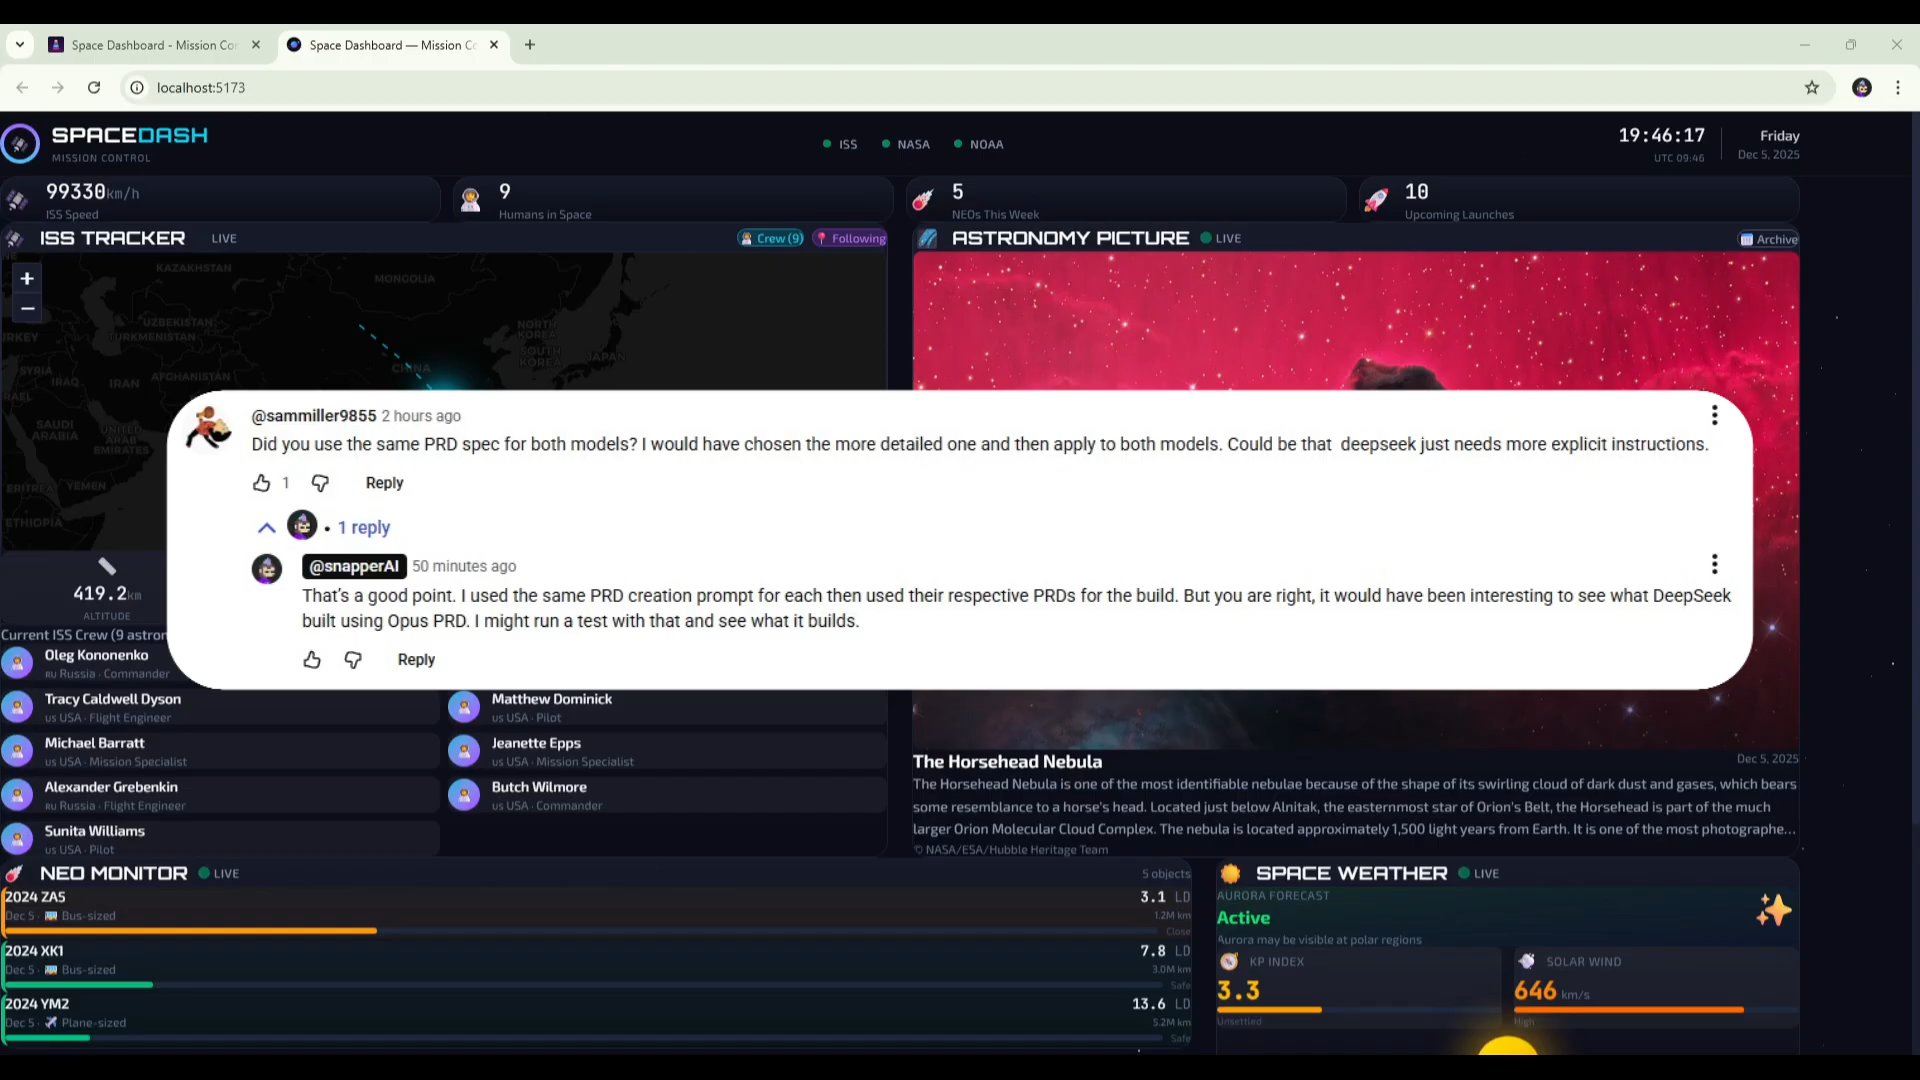 Space Dashboard - Mission Co
Space Dashboard — Mission C
localhost:5173
SPACEDASH
MISSION CONTROL
ISS NASA NOAA
19:46:17
UTC 09:46
Friday
Dec 5, 2025
99330km/h
ISS Speed
9
Humans in Space
5
NEOs This Week
10
Upcoming Launches
ISS TRACKER LIVE
Crew (9)
Following
ASTRONOMY PICTURE LIVE
Archive
+
−
KAZAKHSTAN
MONGOLIA
UZBEKISTAN
TURKMENISTAN
NORTH
KOREA
SOUTH
KOREA
JAPAN
CHINA
SYRIA
IRAQ
IRAN
AFGHANISTAN
SAUDI
ARABIA
UNITED
ARAB
EMIRATES
ERITREA
YEMEN
ETHIOPIA
@sammiller9855 2 hours ago
Did you use the same PRD spec for both models? I would have chosen the more detailed one and then apply to both models. Could be that deepseek just needs more explicit instructions.
1 Reply
1 reply
@snapperAI 50 minutes ago
That's a good point. I used the same PRD creation prompt for each then used their respective PRDs for the build. But you are right, it would have been interesting to see what DeepSeek
built using Opus PRD. I might run a test with that and see what it builds.
Reply
419.2km
ALTITUDE
Current ISS Crew (9 astron
Oleg Kononenko
RU Russia · Commander
Tracy Caldwell Dyson
us USA · Flight Engineer
Matthew Dominick
us USA · Pilot
Michael Barratt
us USA · Mission Specialist
Jeanette Epps
us USA · Mission Specialist
Alexander Grebenkin
RU Russia · Flight Engineer
Butch Wilmore
us USA · Commander
Sunita Williams
us USA · Pilot
The Horsehead Nebula
Dec 5, 2025
The Horsehead Nebula is one of the most identifiable nebulae because of the shape of its swirling cloud of dark dust and gases, which bears
some resemblance to a horse's head. Located just below Alnitak, the easternmost star of Orion's Belt, the Horsehead is part of the much
larger Orion Molecular Cloud Complex. The nebula is located approximately 1,500 light years from Earth. It is one of the most photographe...
© NASA/ESA/Hubble Heritage Team
NEO MONITOR LIVE
5 objects
2024 ZA5
Dec 5 · Bus-sized
3.1 LD
1.2M km
Close
2024 XK1
Dec 5 · Bus-sized
7.8 LD
3.0M km
Safe
2024 YM2
Dec 5 · Plane-sized
13.6 LD
5.2M km
Safe
SPACE WEATHER LIVE
AURORA FORECAST
Active
Aurora may be visible at polar regions
KP INDEX
3.3
Unsettled
SOLAR WIND
646 km/s
High